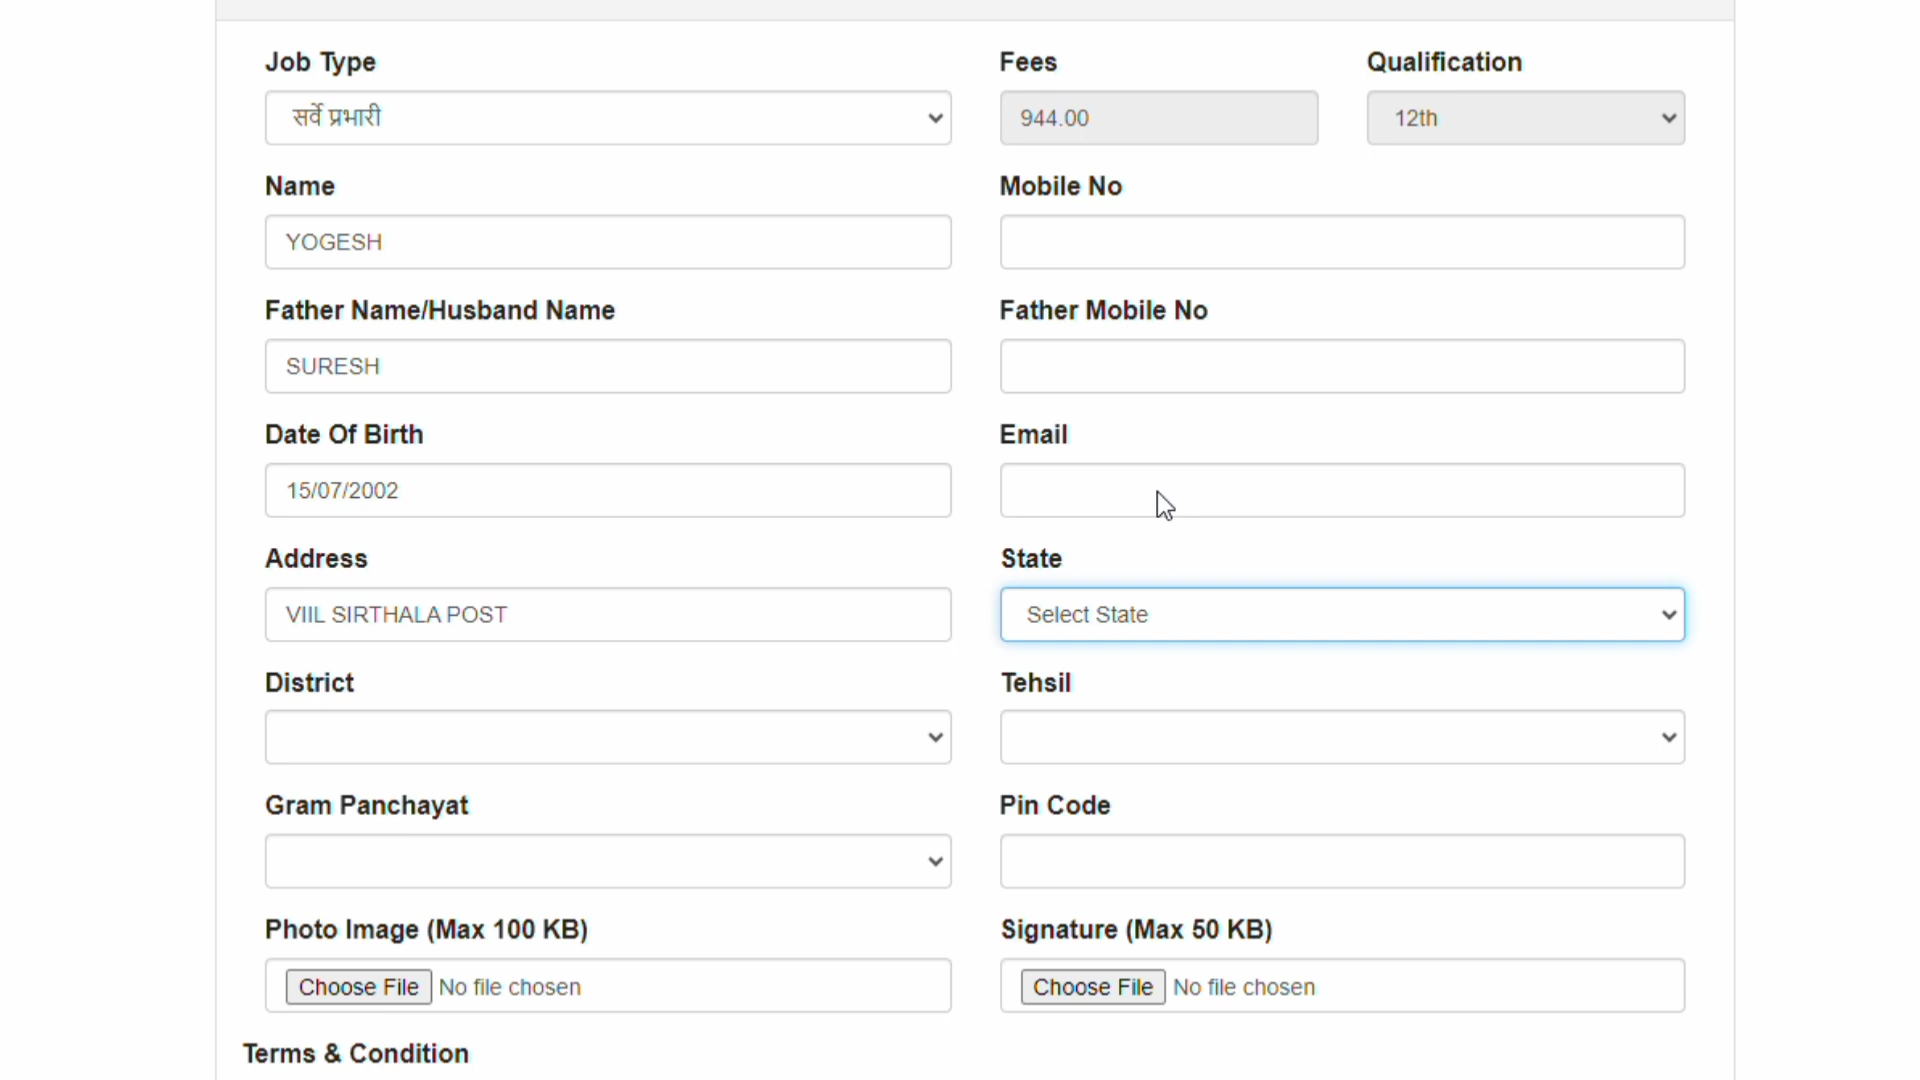 Job Type
Fees
Qualification
सर्वे प्रभारी
944.00
12th
Name
Mobile No
YOGESH
Father Name/Husband Name
Father Mobile No
SURESH
Date Of Birth
Email
15/07/2002
Address
State
VIIL SIRTHALA POST
Select State
District
Tehsil
Gram Panchayat
Pin Code
Photo Image (Max 100 KB)
Signature (Max 50 KB)
Choose File No file chosen
Choose File No file chosen
Terms & Condition